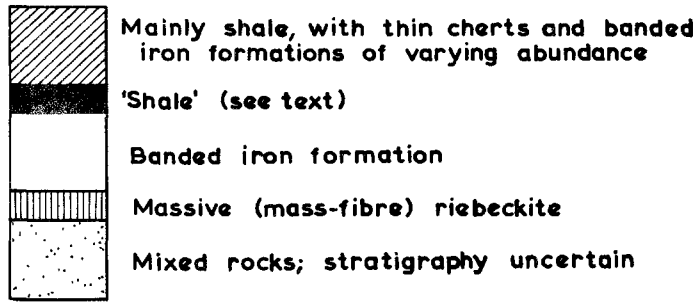 Mainly shale, with thin cherts and banded
iron formations of varying abundance
'Shale' (see text)
Banded iron formation
Massive (mass-fibre) riebeckite
Mixed rocks; stratigraphy uncertain